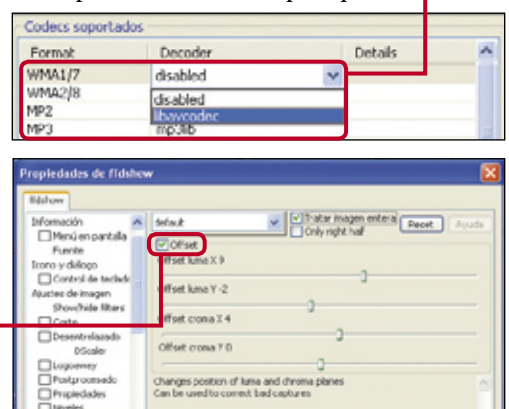 Codecs soportados
Format Decoder Details
WMA1/7 disabled
WMA2/8 disabled
MP2 libavcodec
MP3 mp3lib
Propiedades de ffdshow
ffdshow
Información
Menú en pantalla
Fuente
Icono y diálogo
Control de teclado
Ajustes de imagen
Show/hide filters
Corte
Desentrelazado
DScaler
Logoaway
Postprocesado
Propiedades
Niveles
default
Tratar imagen entera
Only right half
Reset
Ayuda
Offset
Offset luma X 9
Offset luma Y -2
Offset croma X 4
Offset croma Y 0
Changes position of luma and chroma planes
Can be used to correct bad captures